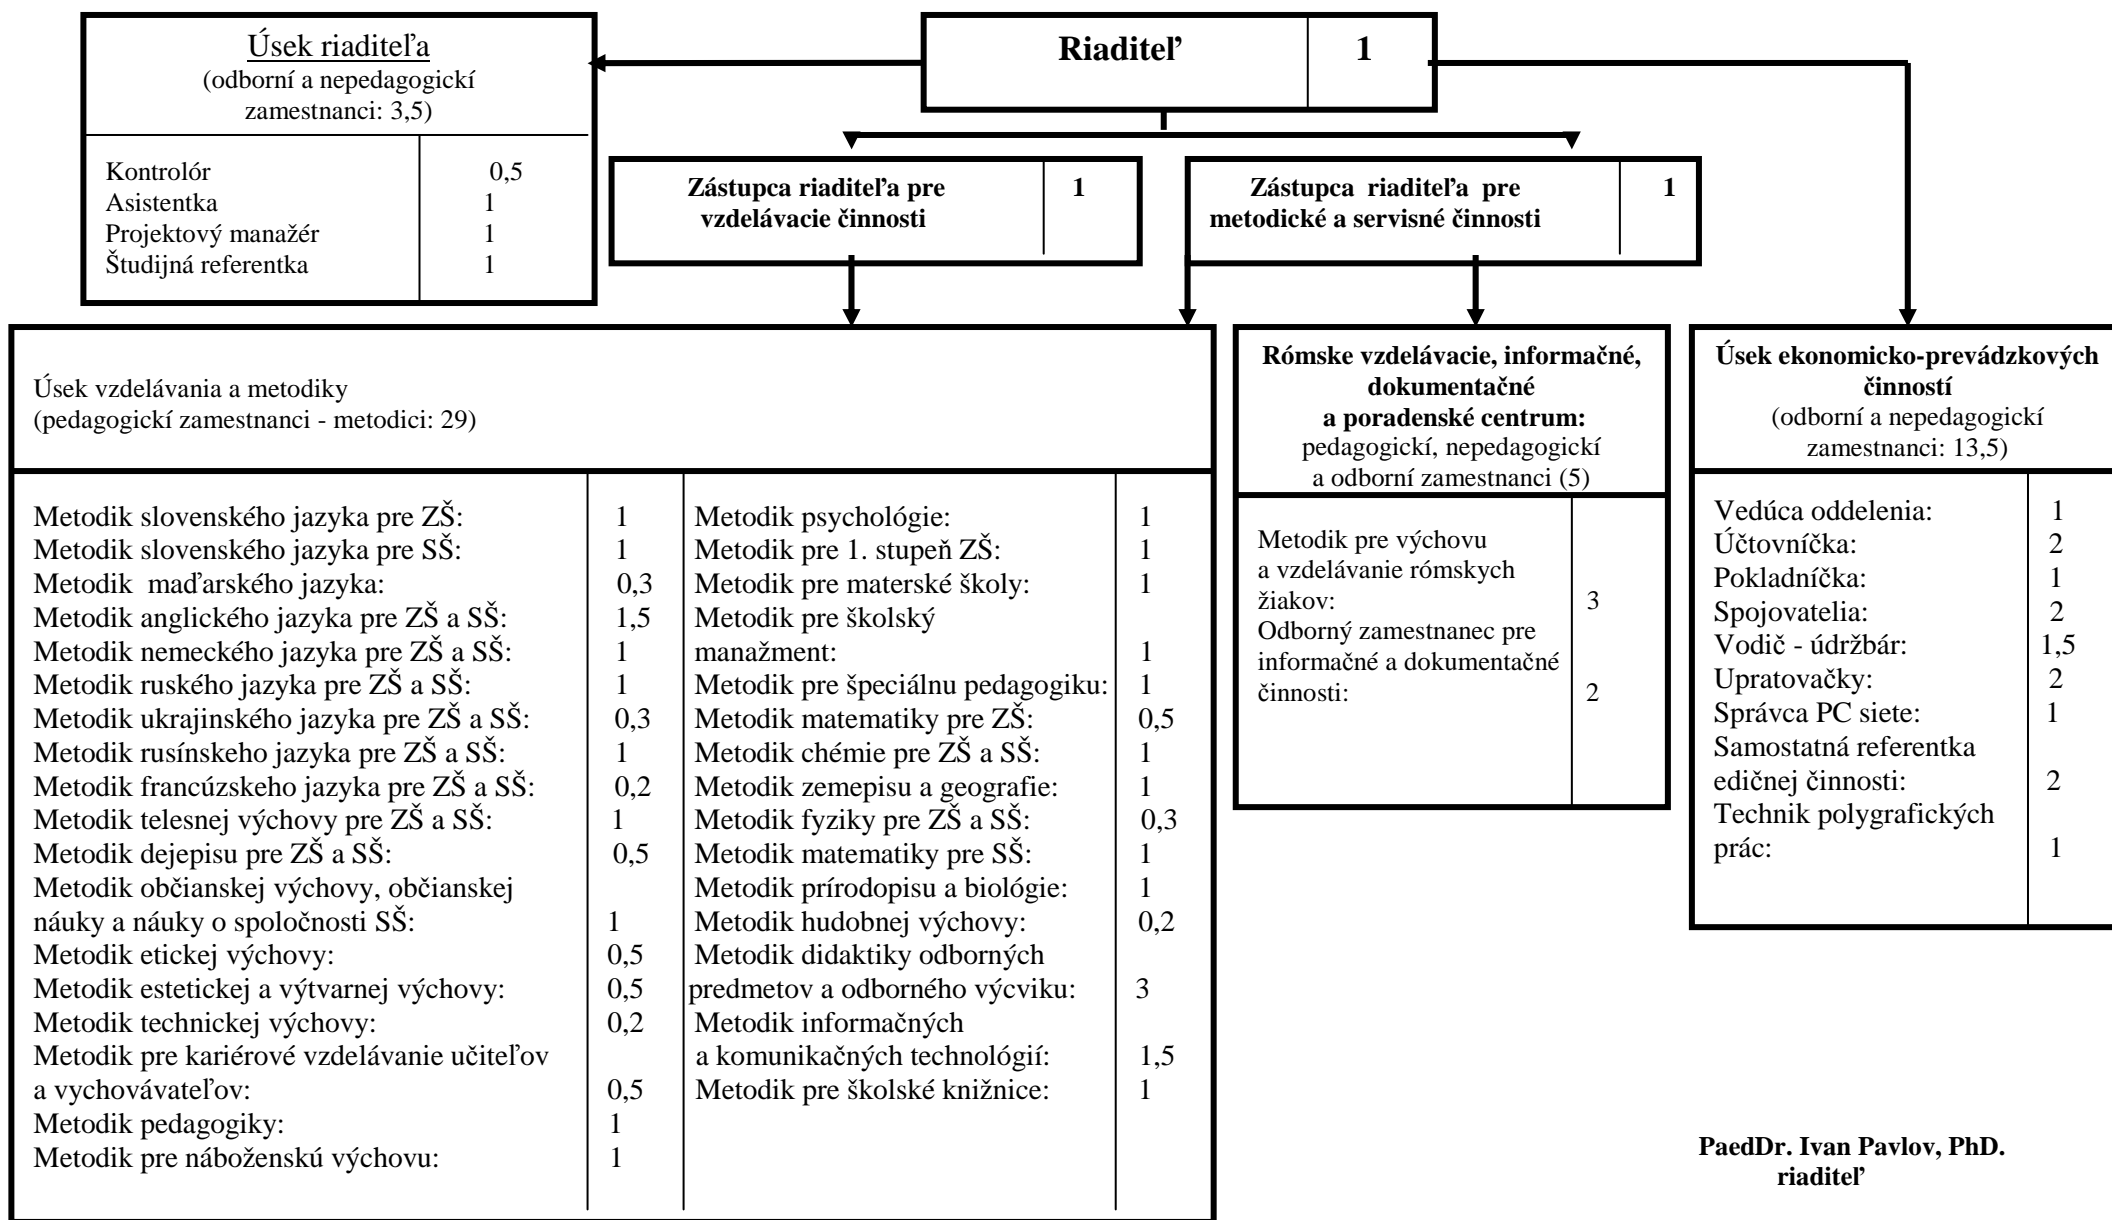 Úsek riaditeľa
(odborní a nepedagogickí
zamestnanci: 3,5)
Kontrolór 0,5
Asistentka 1
Projektový manažér 1
Študijná referentka 1
Riaditeľ 1
Zástupca riaditeľa pre 1
vzdelávacie činnosti
Zástupca riaditeľa pre 1
metodické a servisné činnosti
Úsek vzdelávania a metodiky
(pedagogickí zamestnanci - metodici: 29)
Metodik slovenského jazyka pre ZŠ: 1
Metodik slovenského jazyka pre SŠ: 1
Metodik maďarského jazyka: 0,3
Metodik anglického jazyka pre ZŠ a SŠ: 1,5
Metodik nemeckého jazyka pre ZŠ a SŠ: 1
Metodik ruského jazyka pre ZŠ a SŠ: 1
Metodik ukrajinského jazyka pre ZŠ a SŠ: 0,3
Metodik rusínskeho jazyka pre ZŠ a SŠ: 1
Metodik francúzskeho jazyka pre ZŠ a SŠ: 0,2
Metodik telesnej výchovy pre ZŠ a SŠ: 1
Metodik dejepisu pre ZŠ a SŠ: 0,5
Metodik občianskej výchovy, občianskej
náuky a náuky o spoločnosti SŠ: 1
Metodik etickej výchovy: 0,5
Metodik estetickej a výtvarnej výchovy: 0,5
Metodik technickej výchovy: 0,2
Metodik pre kariérové vzdelávanie učiteľov
a vychovávateľov: 0,5
Metodik pedagogiky: 1
Metodik pre náboženskú výchovu: 1
Metodik psychológie: 1
Metodik pre 1. stupeň ZŠ: 1
Metodik pre materské školy: 1
Metodik pre školský
manažment: 1
Metodik pre špeciálnu pedagogiku: 1
Metodik matematiky pre ZŠ: 0,5
Metodik chémie pre ZŠ a SŠ: 1
Metodik zemepisu a geografie: 1
Metodik fyziky pre ZŠ a SŠ: 0,3
Metodik matematiky pre SŠ: 1
Metodik prírodopisu a biológie: 1
Metodik hudobnej výchovy: 0,2
Metodik didaktiky odborných
predmetov a odborného výcviku: 3
Metodik informačných
a komunikačných technológií: 1,5
Metodik pre školské knižnice: 1
Rómske vzdelávacie, informačné,
dokumentačné
a poradenské centrum:
pedagogickí, nepedagogickí
a odborní zamestnanci (5)
Metodik pre výchovu
a vzdelávanie rómskych
žiakov: 3
Odborný zamestnanec pre
informačné a dokumentačné
činnosti: 2
Úsek ekonomicko-prevádzkových
činností
(odborní a nepedagogickí
zamestnanci: 13,5)
Vedúca oddelenia: 1
Účtovníčka: 2
Pokladníčka: 1
Spojovatelia: 2
Vodič - údržbár: 1,5
Upratovačky: 2
Správca PC siete: 1
Samostatná referentka
edičnej činnosti: 2
Technik polygrafických
prác: 1
PaedDr. Ivan Pavlov, PhD.
riaditeľ